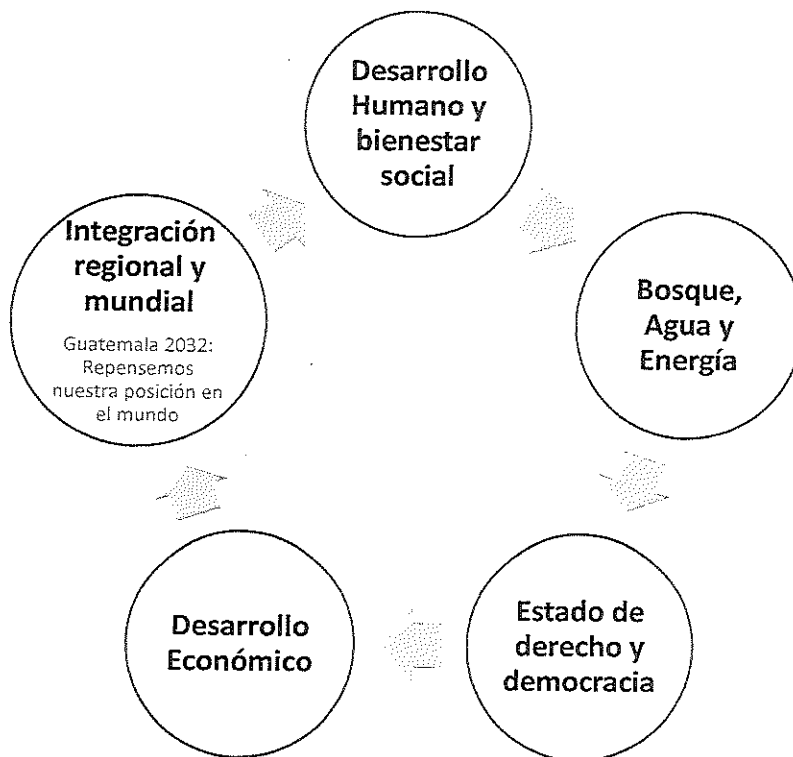 Desarrollo
Humano y
bienestar
social
Bosque,
Agua y
Energía
Estado de
derecho y
democracia
Desarrollo
Económico
Integración
regional y
mundial
Guatemala 2032:
Repensemos
nuestra posición en
el mundo